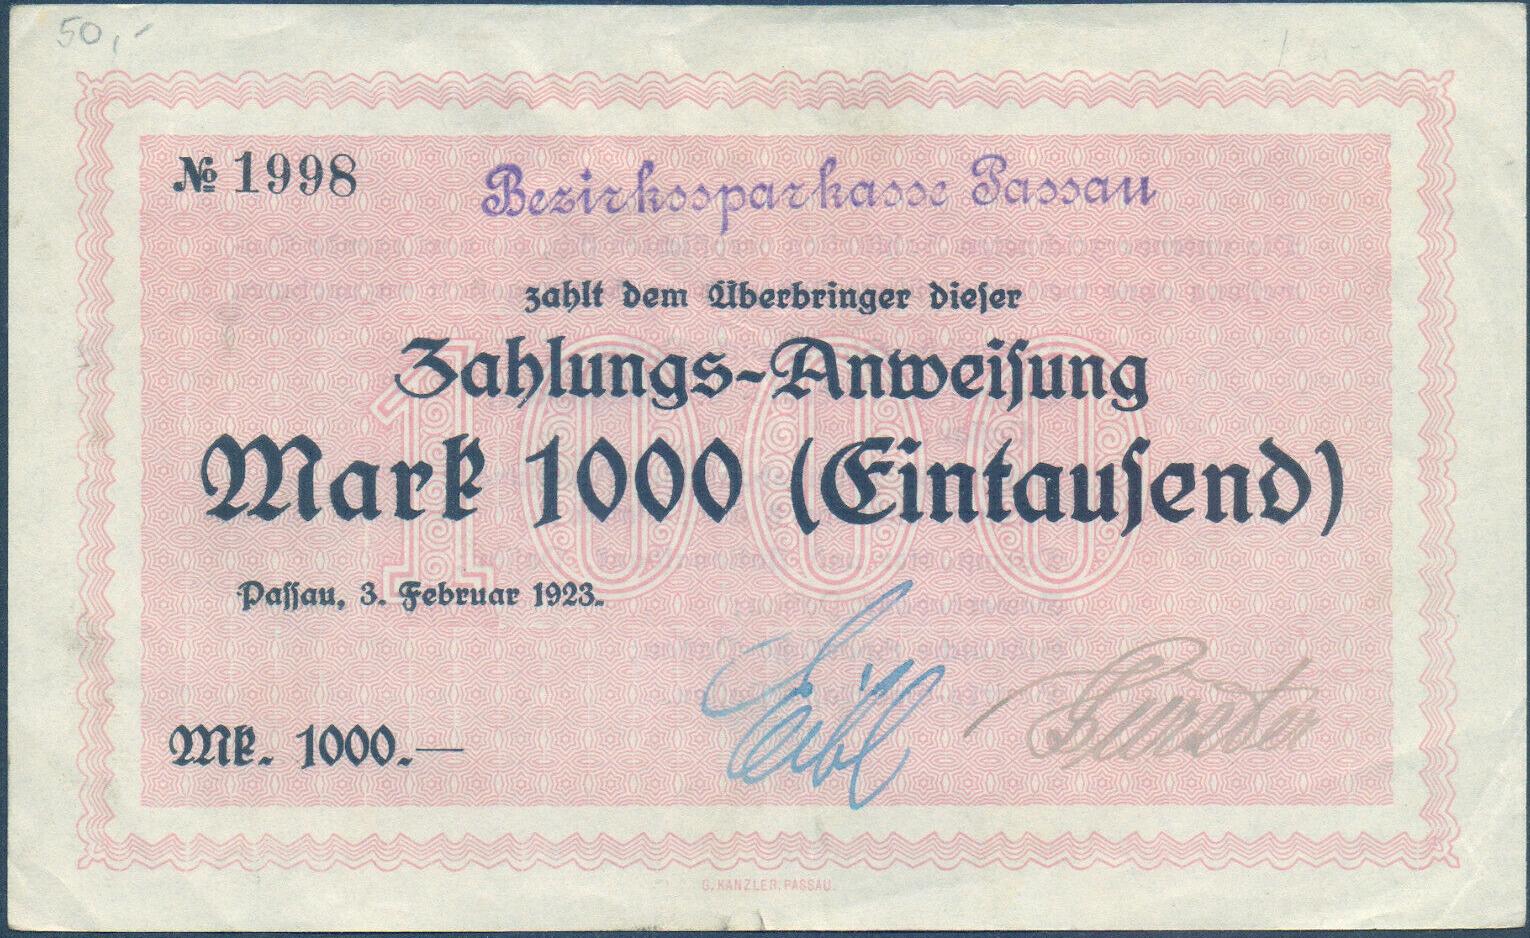 50,-
№ 1998
Bezirkssparkasse Passau
zahlt dem Überbringer dieser
Zahlungs-Anweisung
Mark 1000 (Eintausend)
1000
Passau, 3. Februar 1923.
Mk. 1000.—
G. KANZLER, PASSAU.